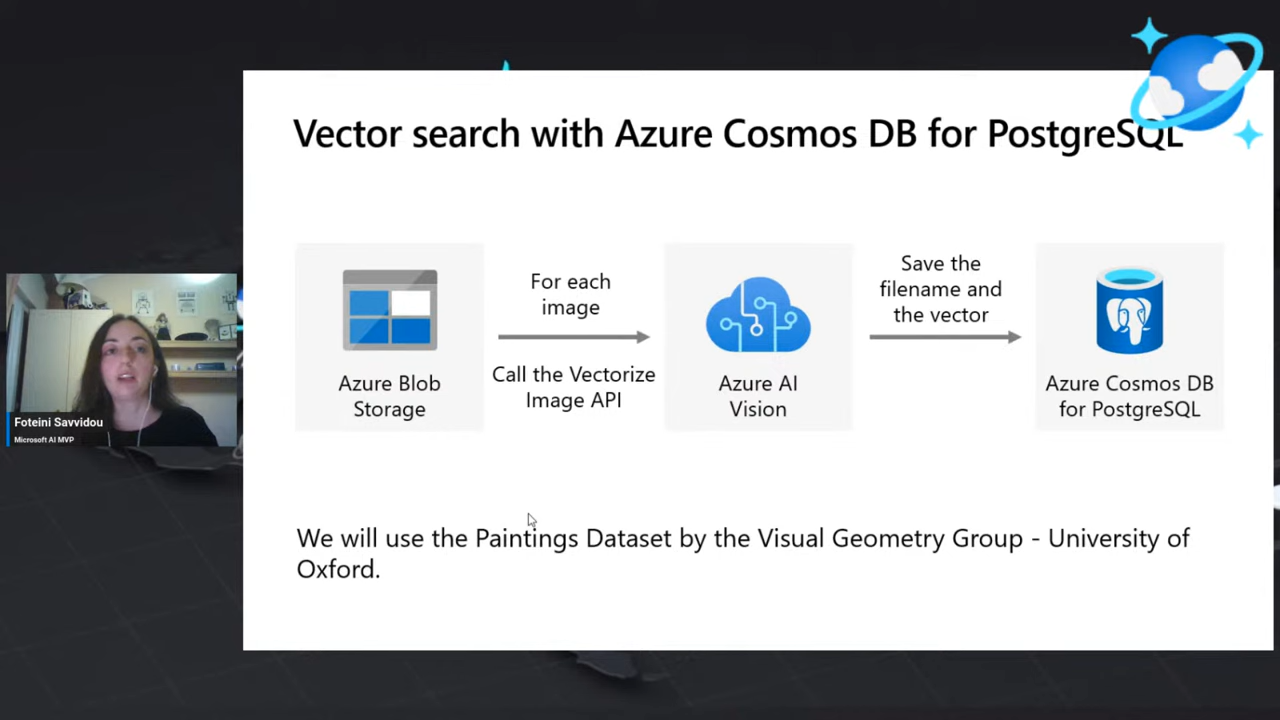 Vector search with Azure Cosmos DB for PostgreSQL
For each
image
Call the Vectorize
Image API
Save the
filename and
the vector
Azure Blob
Storage
Azure AI
Vision
Azure Cosmos DB
for PostgreSQL
Foteini Savvidou
Microsoft AI MVP
We will use the Paintings Dataset by the Visual Geometry Group - University of
Oxford.